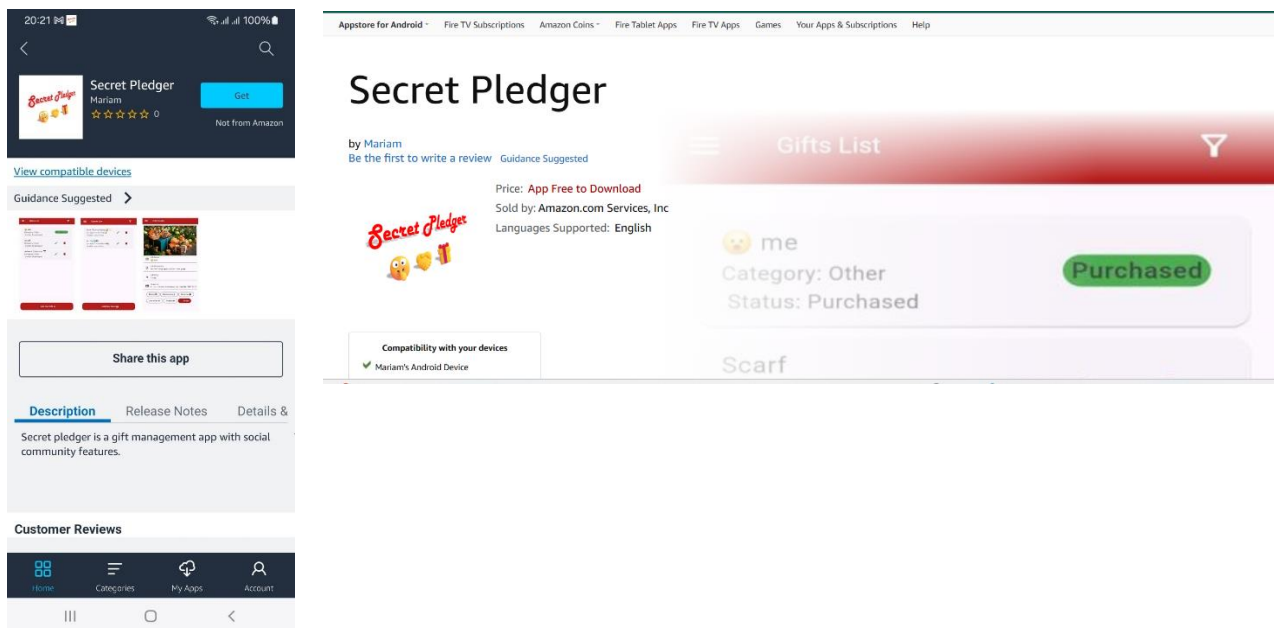 20:21
100%
Secret Pledger
Mariam
0
Get
Not from Amazon
Secret Pledger
View compatible devices
Guidance Suggested
Share this app
Description Release Notes Details &
Secret pledger is a gift management app with social
community features.
Customer Reviews
Home Categories My Apps Account
Appstore for Android Fire TV Subscriptions Amazon Coins Fire Tablet Apps Fire TV Apps Games Your Apps & Subscriptions Help
Secret Pledger
by Mariam
Be the first to write a review Guidance Suggested
Price: App Free to Download
Sold by: Amazon.com Services, Inc
Languages Supported: English
Secret Pledger
Compatibility with your devices
Mariam's Android Device
Gifts List
me
Category: Other
Status: Purchased
Purchased
Scarf